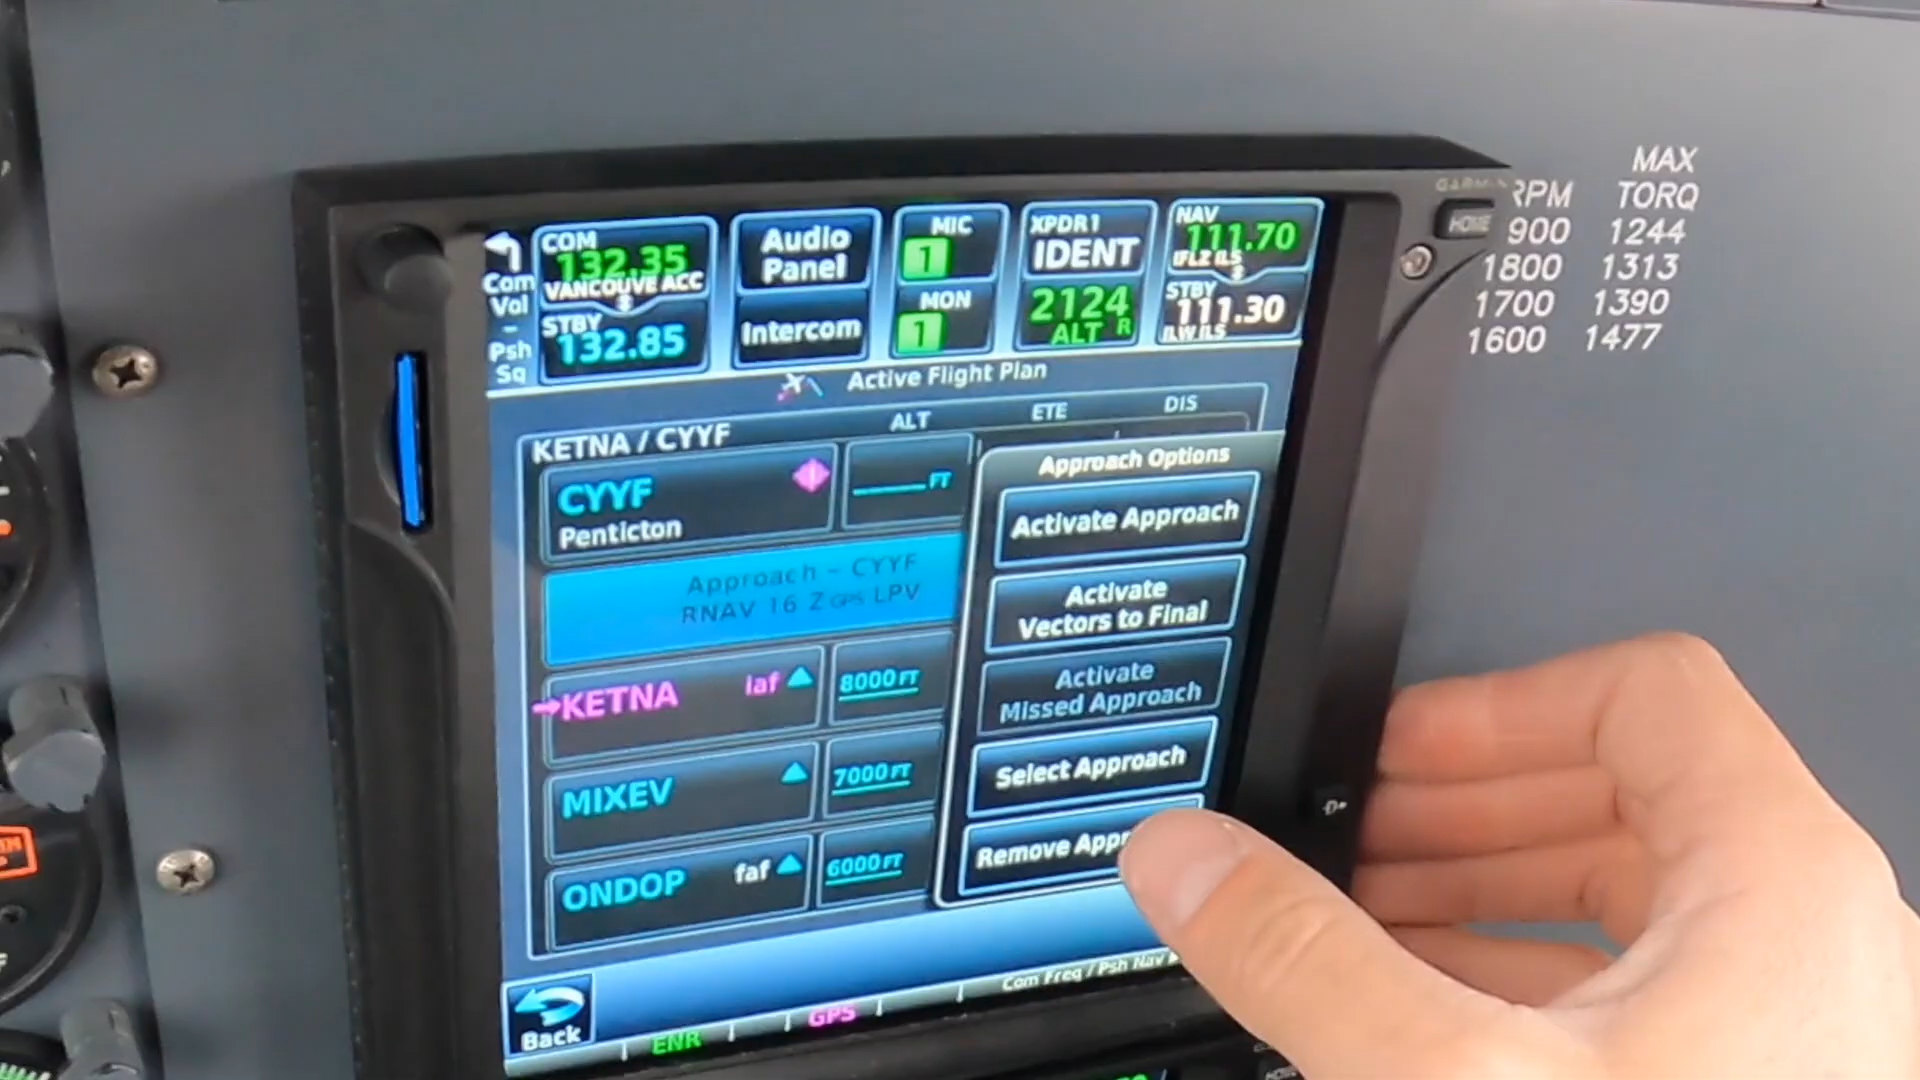 GARMIN
HOME
MAX
RPM TORQ
900 1244
1800 1313
1700 1390
1600 1477
Com
Vol
-
Psh
Sq
COM
132.35
VANCOUVE ACC
STBY
132.85
Audio
Panel
Intercom
MIC
1
MON
1
XPDR1
IDENT
2124
ALT R
NAV
111.70
IFLZ ILS
STBY
111.30
ILW ILS
Active Flight Plan
KETNA / CYYF
ALT
ETE
DIS
CYYF
Penticton
FT
Approach – CYYF
RNAV 16 Z GPS LPV
KETNA iaf
8000FT
MIXEV
7000FT
ONDOP faf
6000FT
Approach Options
Activate Approach
Activate
Vectors to Final
Activate
Missed Approach
Select Approach
Remove Appr
Back
ENR
GPS
Com Freq / Psh Nav
D